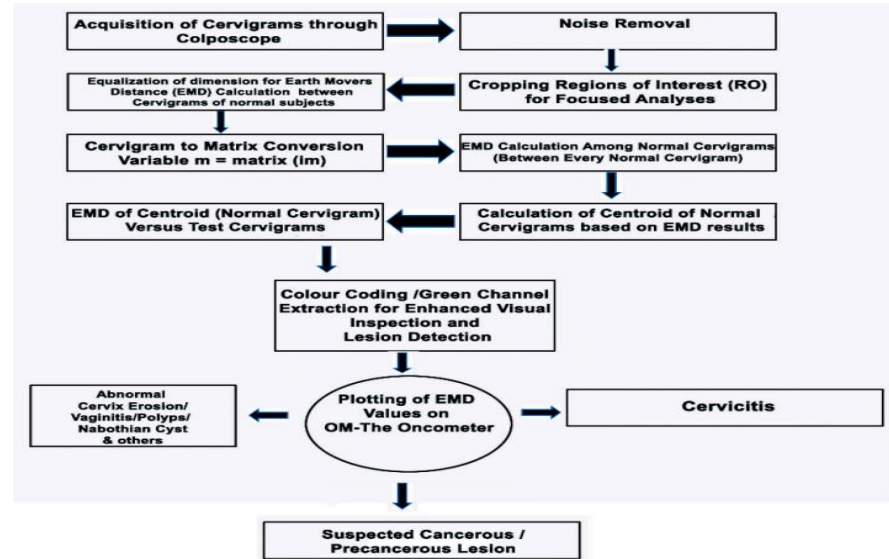 Acquisition of Cervigrams through
Colposcope
Noise Removal
Equalization of dimension for Earth Movers
Distance (EMD) Calculation between
Cervigrams of normal subjects
Cropping Regions of Interest (RO)
for Focused Analyses
Cervigram to Matrix Conversion
Variable m = matrix (im)
EMD Calculation Among Normal Cervigrams
(Between Every Normal Cervigram)
EMD of Centroid (Normal Cervigram)
Versus Test Cervigrams
Calculation of Centroid of Normal
Cervigrams based on EMD results
Colour Coding /Green Channel
Extraction for Enhanced Visual
Inspection and
Lesion Detection
Abnormal
Cervix Erosion/
Vaginitis/Polyps/
Nabothian Cyst
& others
Plotting of EMD
Values on
OM-The Oncometer
Cervicitis
Suspected Cancerous /
Precancerous Lesion